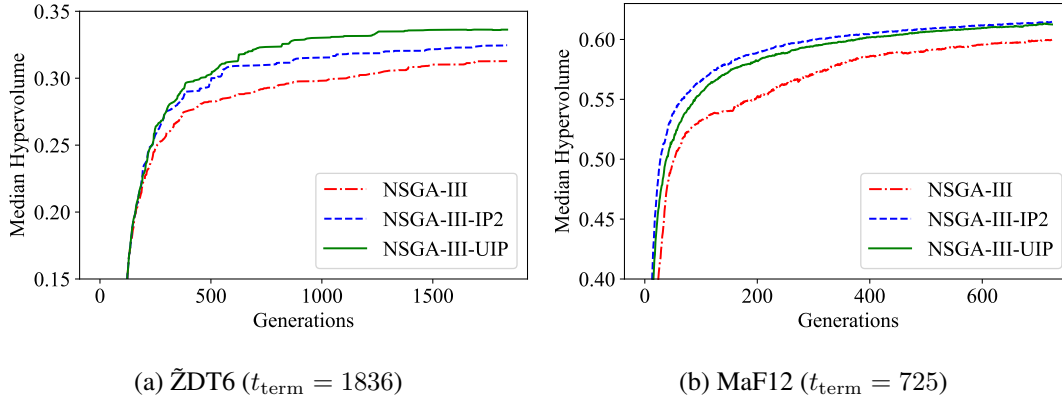 Median Hypervolume
0.35
0.30
0.25
0.20
0.15
0
500
1000
1500
Generations
NSGA-III
NSGA-III-IP2
NSGA-III-UIP
Median Hypervolume
0.60
0.55
0.50
0.45
0.40
0
200
400
600
Generations
NSGA-III
NSGA-III-IP2
NSGA-III-UIP
(a) Z̃DT6 (t_term = 1836)
(b) MaF12 (t_term = 725)